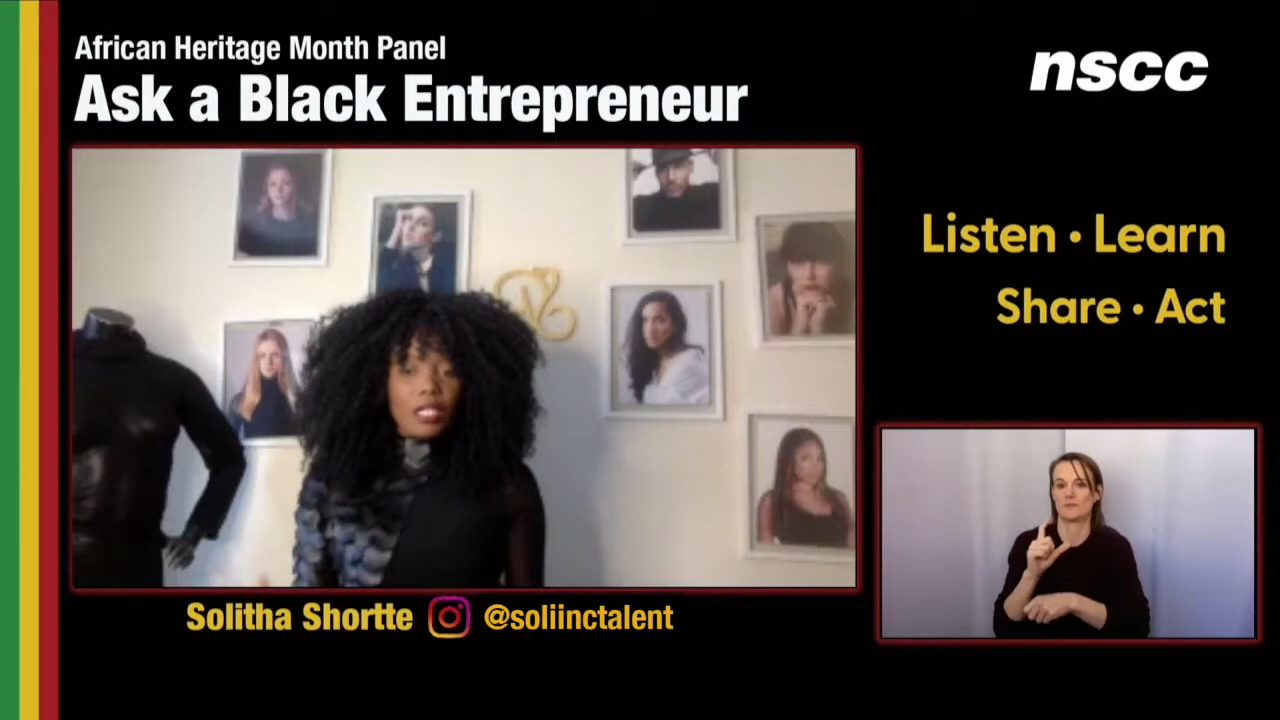 African Heritage Month Panel
Ask a Black Entrepreneur
nscc
Listen • Learn
Share • Act
Solitha Shortte @soliinctalent